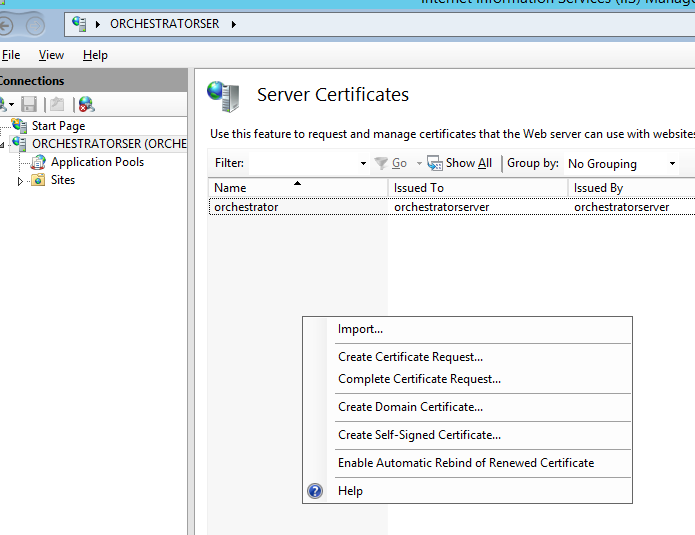 Internet Information Services (IIS) Manag
ORCHESTRATORSER
File View Help
Connections
Start Page
ORCHESTRATORSER (ORCHE
Application Pools
Sites
Server Certificates
Use this feature to request and manage certificates that the Web server can use with websites
Filter: Go Show All Group by: No Grouping
Name Issued To Issued By
orchestrator orchestratorserver orchestratorserver
Import...
Create Certificate Request...
Complete Certificate Request...
Create Domain Certificate...
Create Self-Signed Certificate...
Enable Automatic Rebind of Renewed Certificate
Help